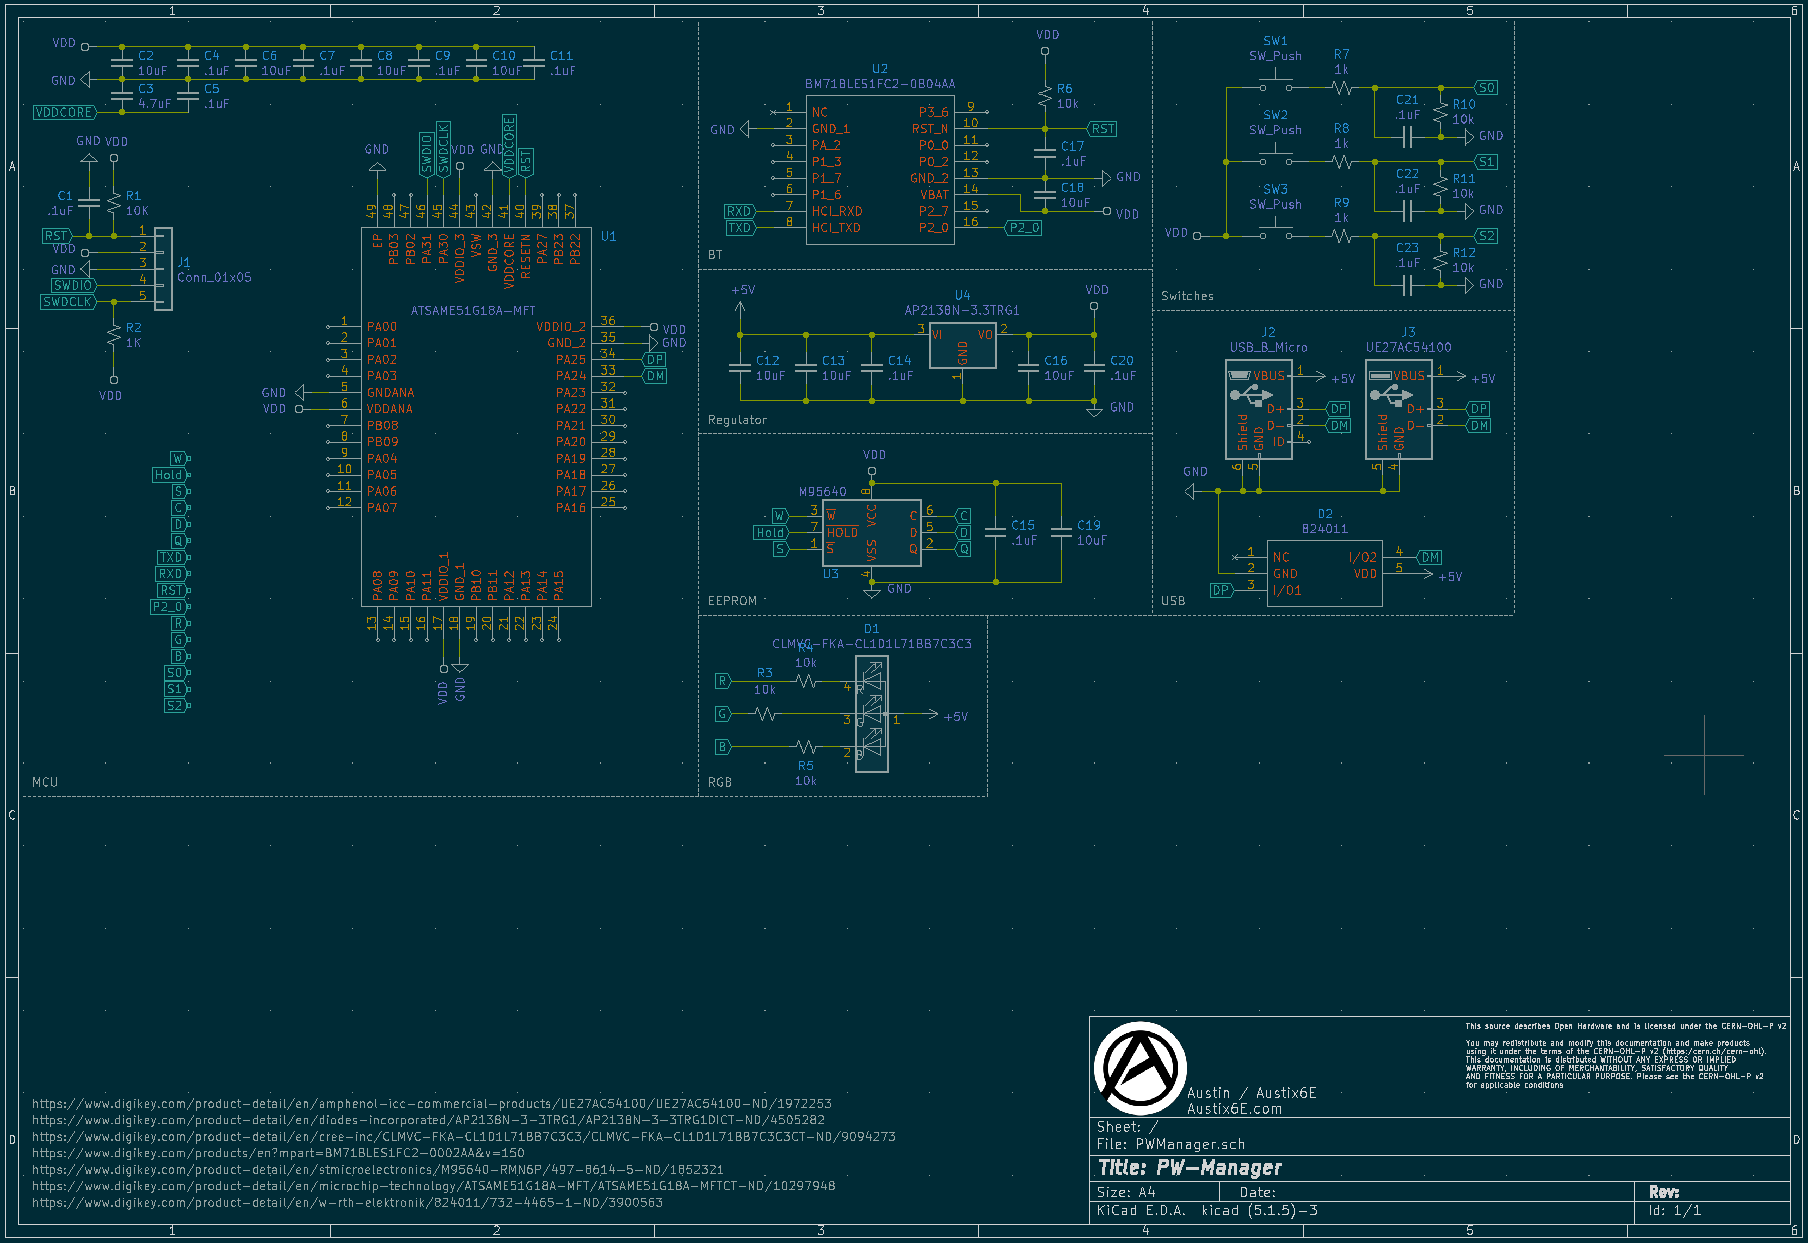 1 2 3 4 5 6
A
B
C
D
VDD
GND
VDDCORE
C2 10uF
C4 .1uF
C6 10uF
C7 .1uF
C8 10uF
C9 .1uF
C10 10uF
C11 .1uF
C3 4.7uF
C5 .1uF
GND VDD
C1 .1uF
R1 10K
RST
VDD
GND
SWDIO
SWDCLK
1
2
3
4
5
J1
Conn_01x05
R2
1K
VDD
W
Hold
S
C
D
Q
TXD
RXD
RST
P2_0
R
G
B
S0
S1
S2
GND SWDIO SWDCLK VDD GND VDDCORE RST
49 48 47 46 45 44 43 42 41 40 39 38 37
EP PB03 PB02 PA31 PA30 VDDIO_3 VSW GND_3 VDDCORE RESETN PA27 PB23 PB22
U1
ATSAME51G18A-MFT
1 PA00
2 PA01
3 PA02
4 PA03
GND 5 GNDANA
VDD 6 VDDANA
7 PB08
8 PB09
9 PA04
10 PA05
11 PA06
12 PA07
VDDIO_2 36 VDD
GND_2 35 GND
PA25 34 DP
PA24 33 DM
PA23 32
PA22 31
PA21 30
PA20 29
PA19 28
PA18 27
PA17 26
PA16 25
PA08 PA09 PA10 PA11 VDDIO_1 GND_1 PB10 PB11 PA12 PA13 PA14 PA15
13 14 15 16 17 18 19 20 21 22 23 24
VDD GND
MCU
U2
BM71BLES1FC2-0B04AA
1 NC
GND 2 GND_1
3 PA_2
4 P1_3
5 P1_7
6 P1_6
RXD 7 HCI_RXD
TXD 8 HCI_TXD
P3_6 9
RST_N 10 RST
P0_0 11
P0_2 12
GND_2 13 GND
VBAT 14 VDD
P2_7 15
P2_0 16 P2_0
VDD
R6
10k
C17
.1uF
C18
10uF
BT
+5V
U4
AP2138N-3.3TRG1
VDD
3 VI VO 2
GND
1
C12 10uF
C13 10uF
C14 .1uF
C16 10uF
C20 .1uF
GND
Regulator
VDD
M95640
8
VCC
W 3 W
Hold 7 HOLD
S 1 S
C 6 C
D 5 D
Q 2 Q
VSS
4
U3
GND
C15 .1uF
C19 10uF
EEPROM
D1
CLMVC-FKA-CL1D1L71BB7C3C3
R4
10k
R3
10k
R
G
B
R5
10k
4 R
3 G
2 B
1 +5V
RGB
SW1
SW_Push
R7
1k
S0
C21
.1uF
R10
10k
GND
SW2
SW_Push
R8
1k
S1
C22
.1uF
R11
10k
GND
SW3
SW_Push
R9
1k
VDD
S2
C23
.1uF
R12
10k
GND
Switches
J2
USB_B_Micro
VBUS 1 +5V
D+ 3 DP
D- 2 DM
ID 4
Shield GND
6 5
J3
UE27AC54100
VBUS 1 +5V
D+ 3 DP
D- 2 DM
Shield GND
5 4
GND
D2
824011
1 NC
2 GND
DP 3 I/O1
I/O2 4 DM
VDD 5 +5V
USB
https://www.digikey.com/product-detail/en/amphenol-icc-commercial-products/UE27AC54100/UE27AC54100-ND/1972253
https://www.digikey.com/product-detail/en/diodes-incorporated/AP2138N-3-3TRG1/AP2138N-3-3TRG1DICT-ND/4505282
https://www.digikey.com/product-detail/en/cree-inc/CLMVC-FKA-CL1D1L71BB7C3C3/CLMVC-FKA-CL1D1L71BB7C3C3CT-ND/9094273
https://www.digikey.com/products/en?mpart=BM71BLES1FC2-0002AA&v=150
https://www.digikey.com/product-detail/en/stmicroelectronics/M95640-RMN6P/497-8614-5-ND/1852321
https://www.digikey.com/product-detail/en/microchip-technology/ATSAME51G18A-MFT/ATSAME51G18A-MFTCT-ND/10297948
https://www.digikey.com/product-detail/en/w-rth-elektronik/824011/732-4465-1-ND/3900563
This source describes Open Hardware and is licensed under the CERN-OHL-P v2
You may redistribute and modify this documentation and make products
using it under the terms of the CERN-OHL-P v2 (https:/cern.ch/cern-ohl).
This documentation is distributed WITHOUT ANY EXPRESS OR IMPLIED
WARRANTY, INCLUDING OF MERCHANTABILITY, SATISFACTORY QUALITY
AND FITNESS FOR A PARTICULAR PURPOSE. Please see the CERN-OHL-P v2
for applicable conditions
Austin / Austix6E
Austix6E.com
Sheet: /
File: PWManager.sch
Title: PW-Manager
Size: A4 Date: Rev:
KiCad E.D.A. kicad (5.1.5)-3 Id: 1/1
1 2 3 4 5 6